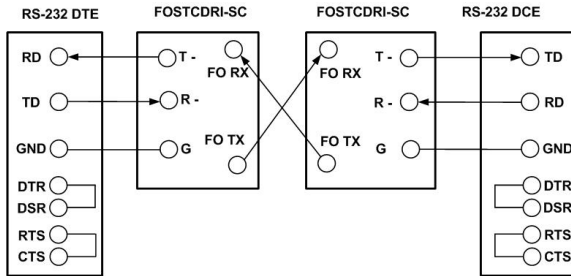 RS-232 DTE FOSTCDRI-SC FOSTCDRI-SC RS-232 DCE
RD T - FO RX FO RX T - TD
TD R - R - RD
GND G FO TX FO TX G GND
DTR DTR
DSR DSR
RTS RTS
CTS CTS